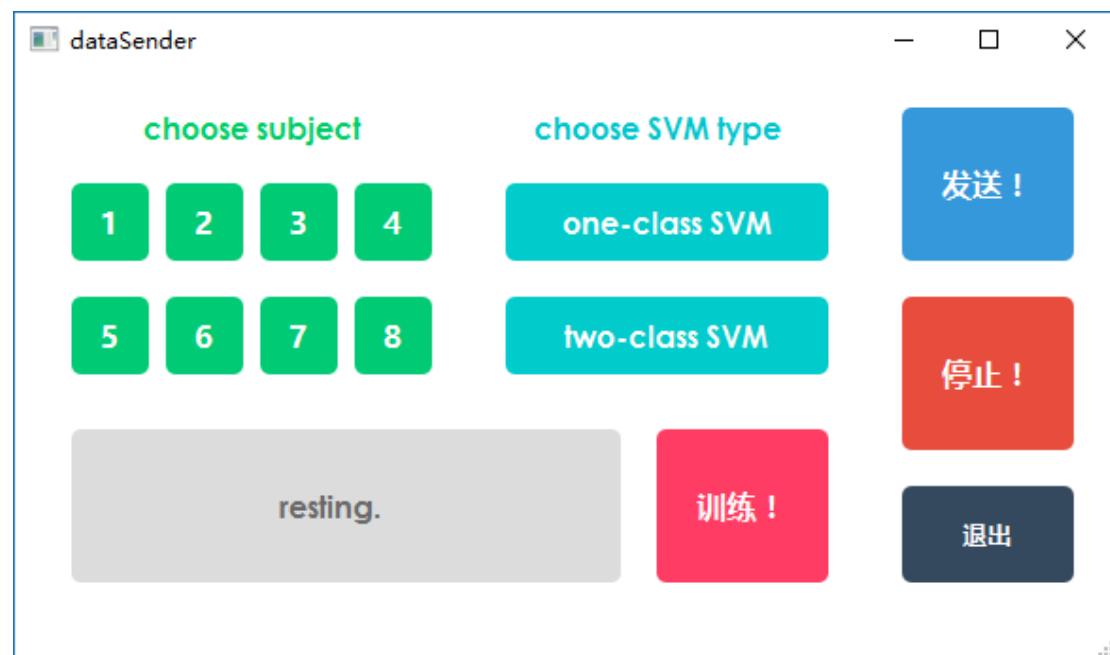 dataSender
choose subject
choose SVM type
发送！
1 2 3 4
one-class SVM
5 6 7 8
two-class SVM
停止！
resting.
训练！
退出